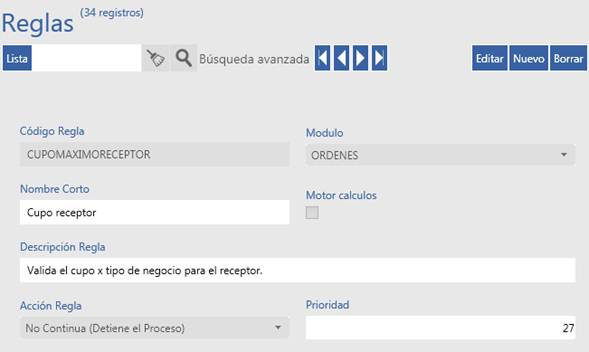 Reglas (34 registros)
Lista Búsqueda avanzada Editar Nuevo Borrar
Código Regla Modulo
CUPOMAXIMORECEPTOR ORDENES
Nombre Corto Motor calculos
Cupo receptor
Descripción Regla
Valida el cupo x tipo de negocio para el receptor.
Acción Regla Prioridad
No Continua (Detiene el Proceso) 27